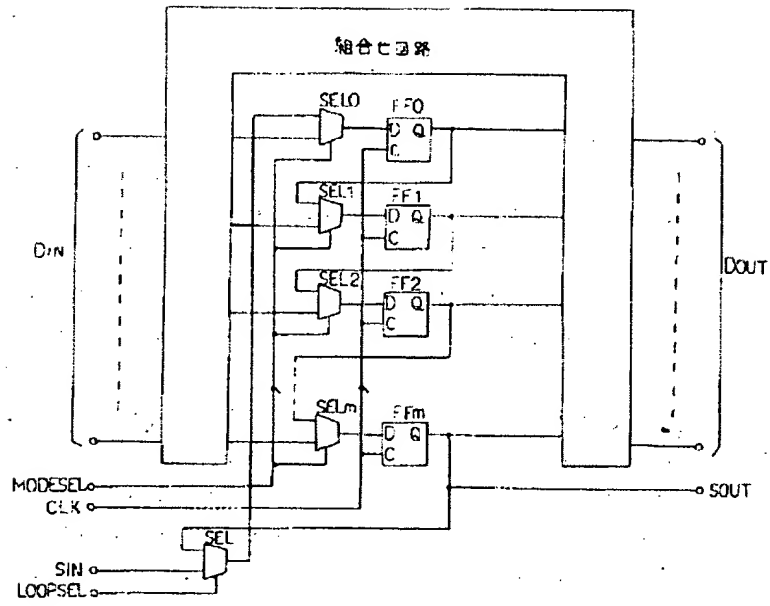 組合せ回路
SEL0
FF0
D Q
C
SEL1
FF1
D Q
C
DIN
DOUT
SEL2
FF2
D Q
C
SELm
FFm
D Q
C
MODESEL
CLK
SOUT
SEL
SIN
LOOPSEL